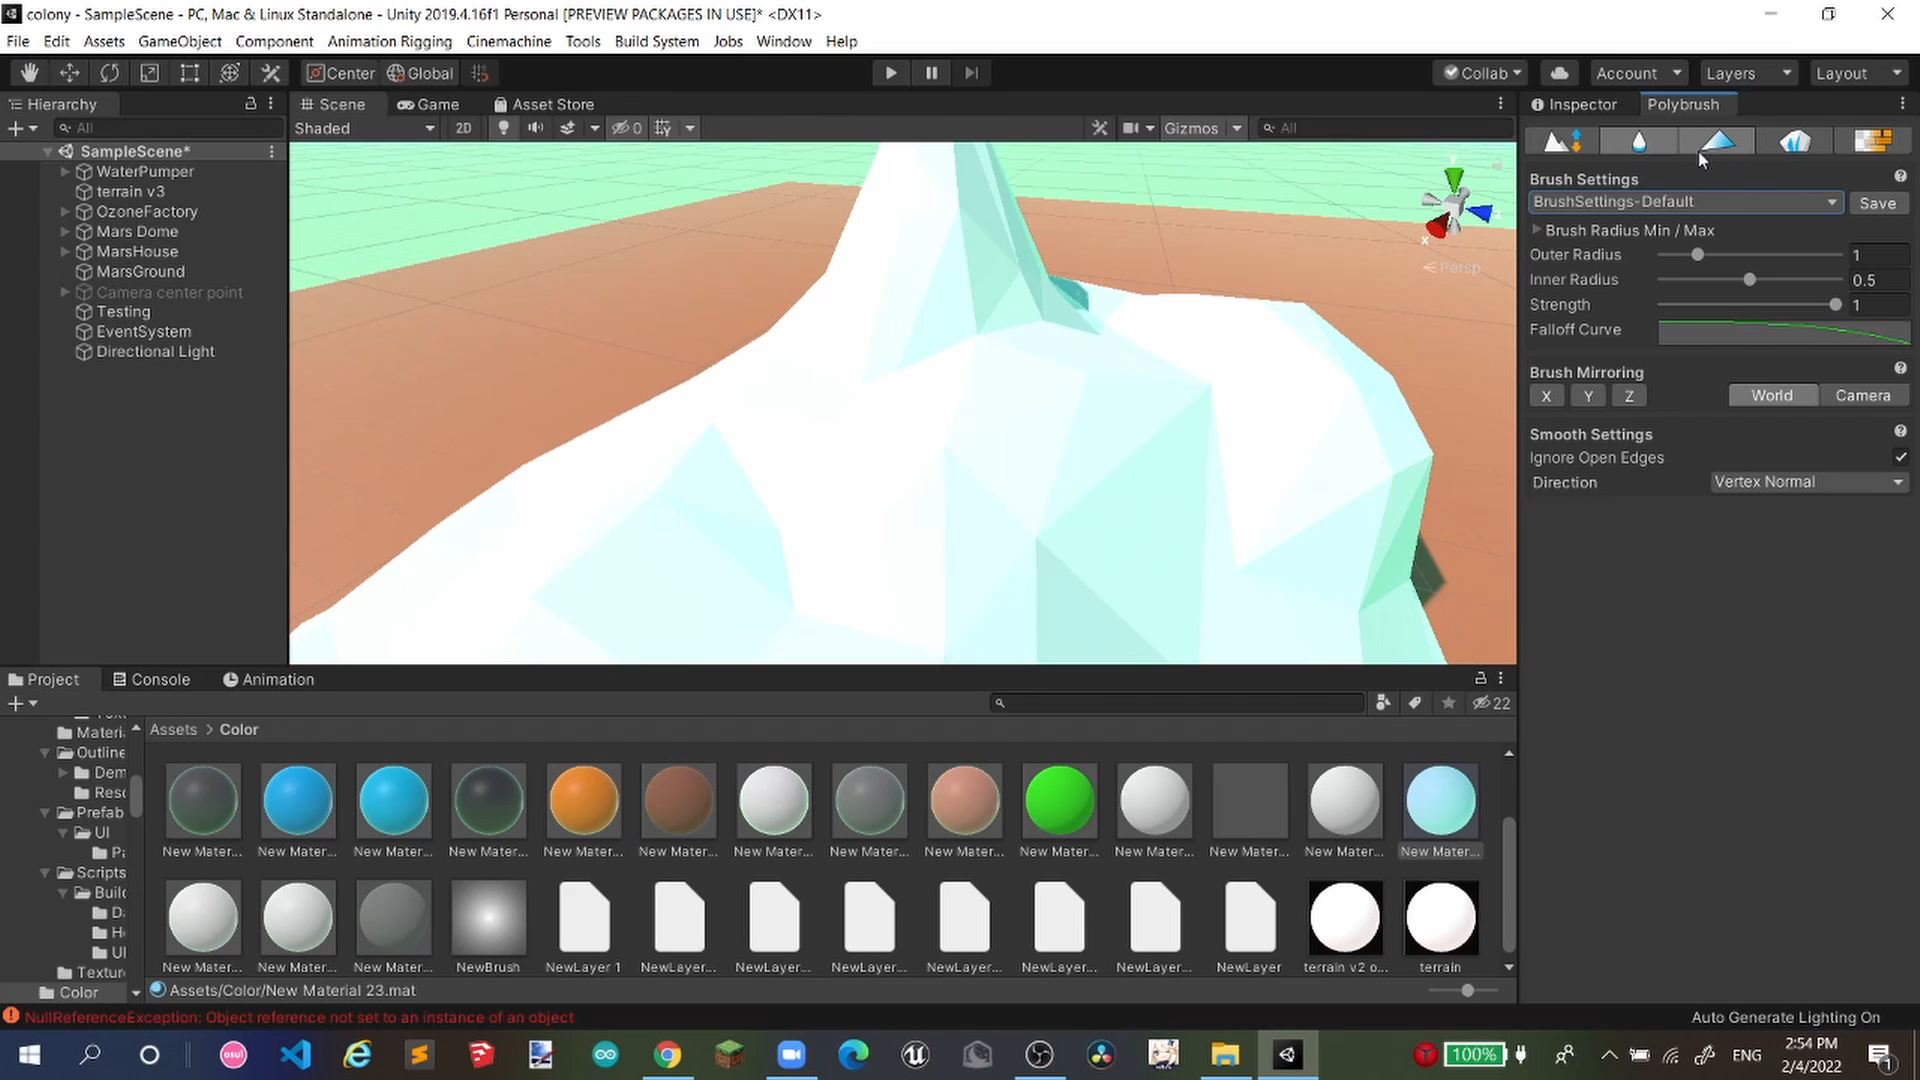 colony - SampleScene - PC, Mac & Linux Standalone - Unity 2019.4.16f1 Personal [PREVIEW PACKAGES IN USE]* <DX11>
File Edit Assets GameObject Component Animation Rigging Cinemachine Tools Build System Jobs Window Help
Center Global Collab Account Layers Layout
Hierarchy Scene Game Asset Store Inspector Polybrush
All Shaded 2D 0 Gizmos All
SampleScene*
WaterPumper
terrain v3
OzoneFactory
Mars Dome
MarsHouse
MarsGround
Camera center point
Testing
EventSystem
Directional Light
y
x
Persp
Brush Settings
BrushSettings-Default Save
Brush Radius Min / Max
Outer Radius 1
Inner Radius 0.5
Strength 1
Falloff Curve
Brush Mirroring
X Y Z World Camera
Smooth Settings
Ignore Open Edges
Direction Vertex Normal
Project Console Animation
22
Materi
Outline
Dem
Reso
Prefab
UI
Pa
Scripts
Build
D
H
UI
Textur
Color
Assets > Color
New Mater... New Mater... New Mater... New Mater... New Mater... New Mater... New Mater... New Mater... New Mater... New Mater... New Mater... New Mater... New Mater... New Mater...
New Mater... New Mater... New Mater... NewBrush NewLayer 1 NewLayer... NewLayer... NewLayer... NewLayer... NewLayer... NewLayer... NewLayer terrain v2 o... terrain
Assets/Color/New Material 23.mat
NullReferenceException: Object reference not set to an instance of an object
Auto Generate Lighting On
osu!
100%
ENG
2:54 PM
2/4/2022
1